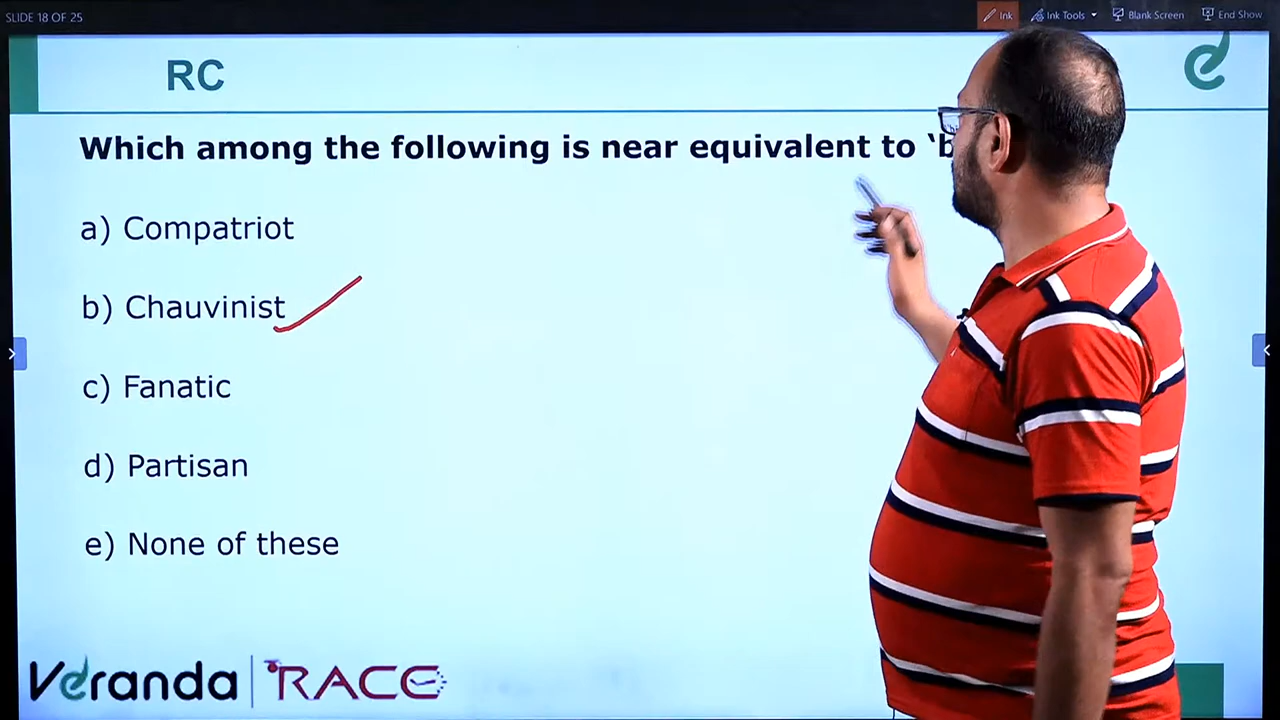 SLIDE 18 OF 25
Ink
Ink Tools
Blank Screen
End Show
RC
Which among the following is near equivalent to ‘b
a) Compatriot
b) Chauvinist
c) Fanatic
d) Partisan
e) None of these
Veranda RACE